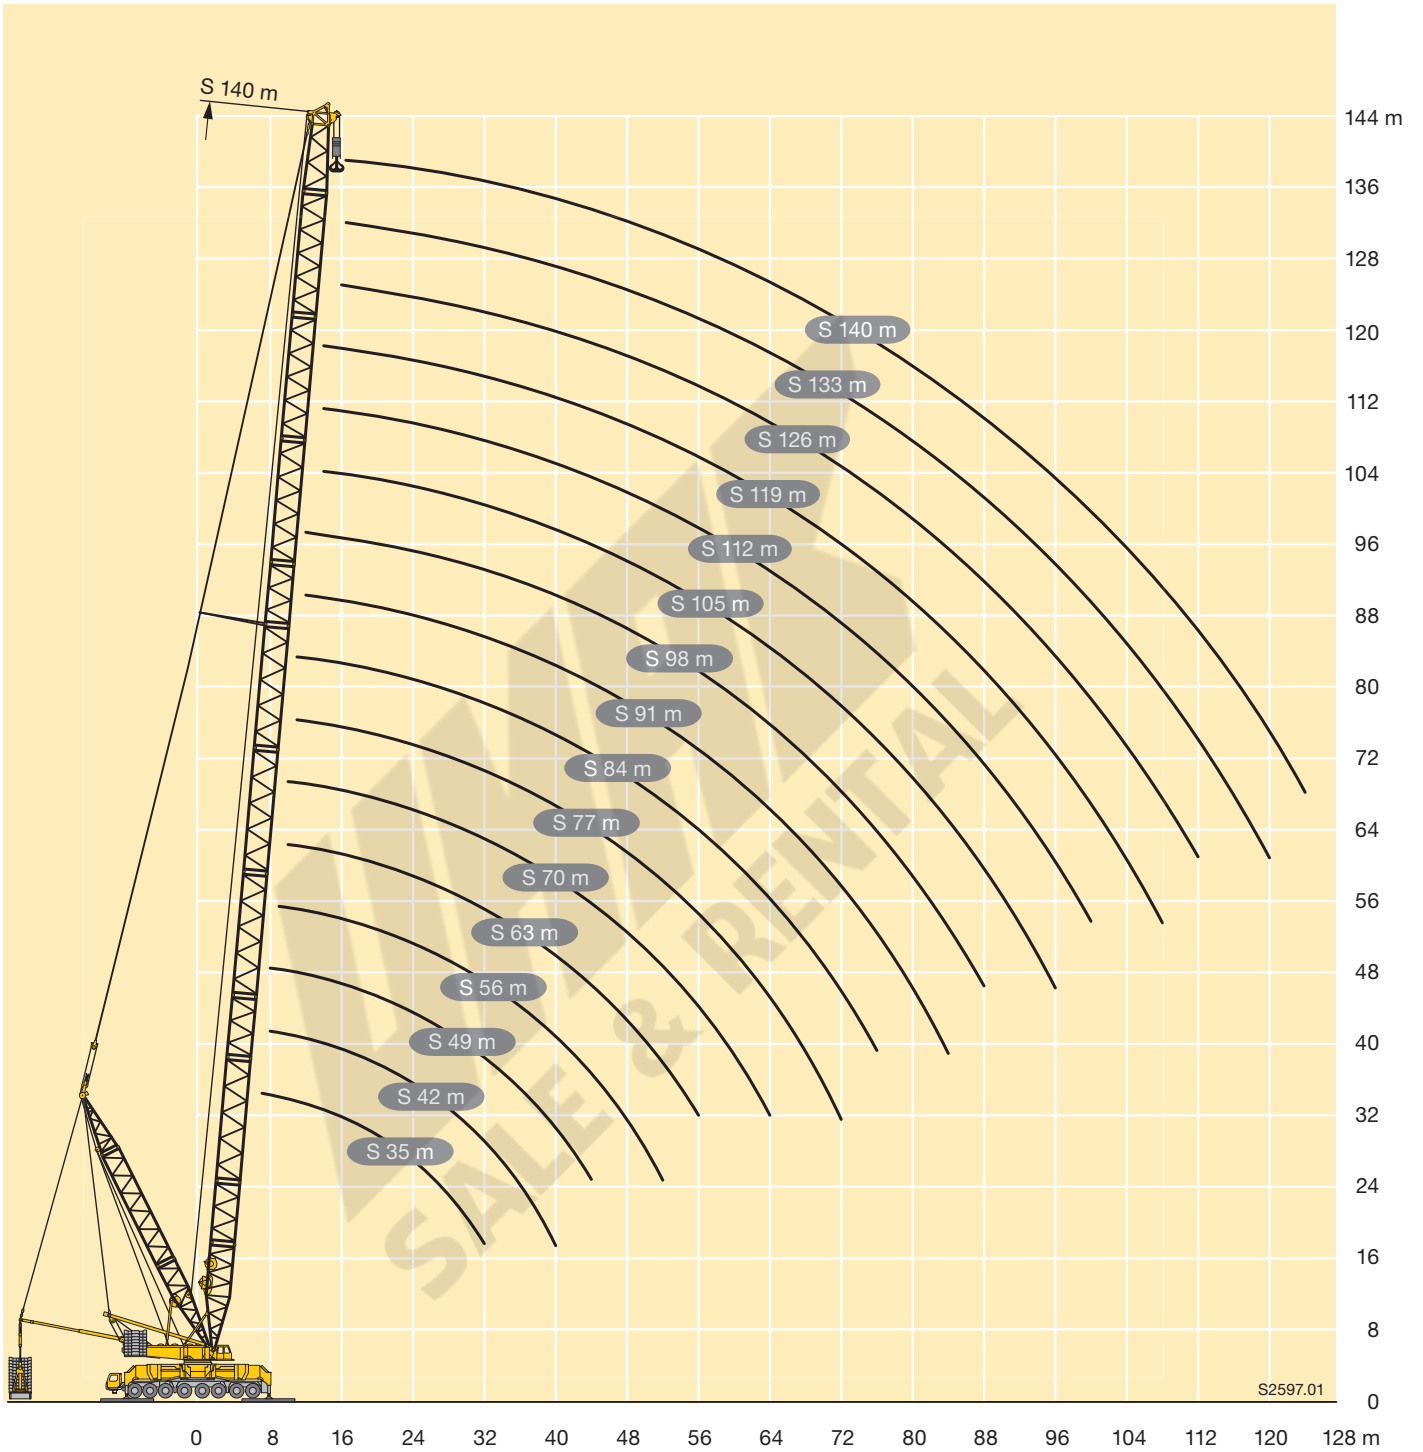 S 140 m
144 m
136
128
S 140 m
120
S 133 m
112
S 126 m
104
S 119 m
S 112 m
96
S 105 m
88
S 98 m
80
S 91 m
72
S 84 m
S 77 m
64
S 70 m
56
S 63 m
48
S 56 m
S 49 m
40
S 42 m
32
S 35 m
24
16
8
S2597.01
0
0 8 16 24 32 40 48 56 64 72 80 88 96 104 112 120 128 m
SALE & RENTAL